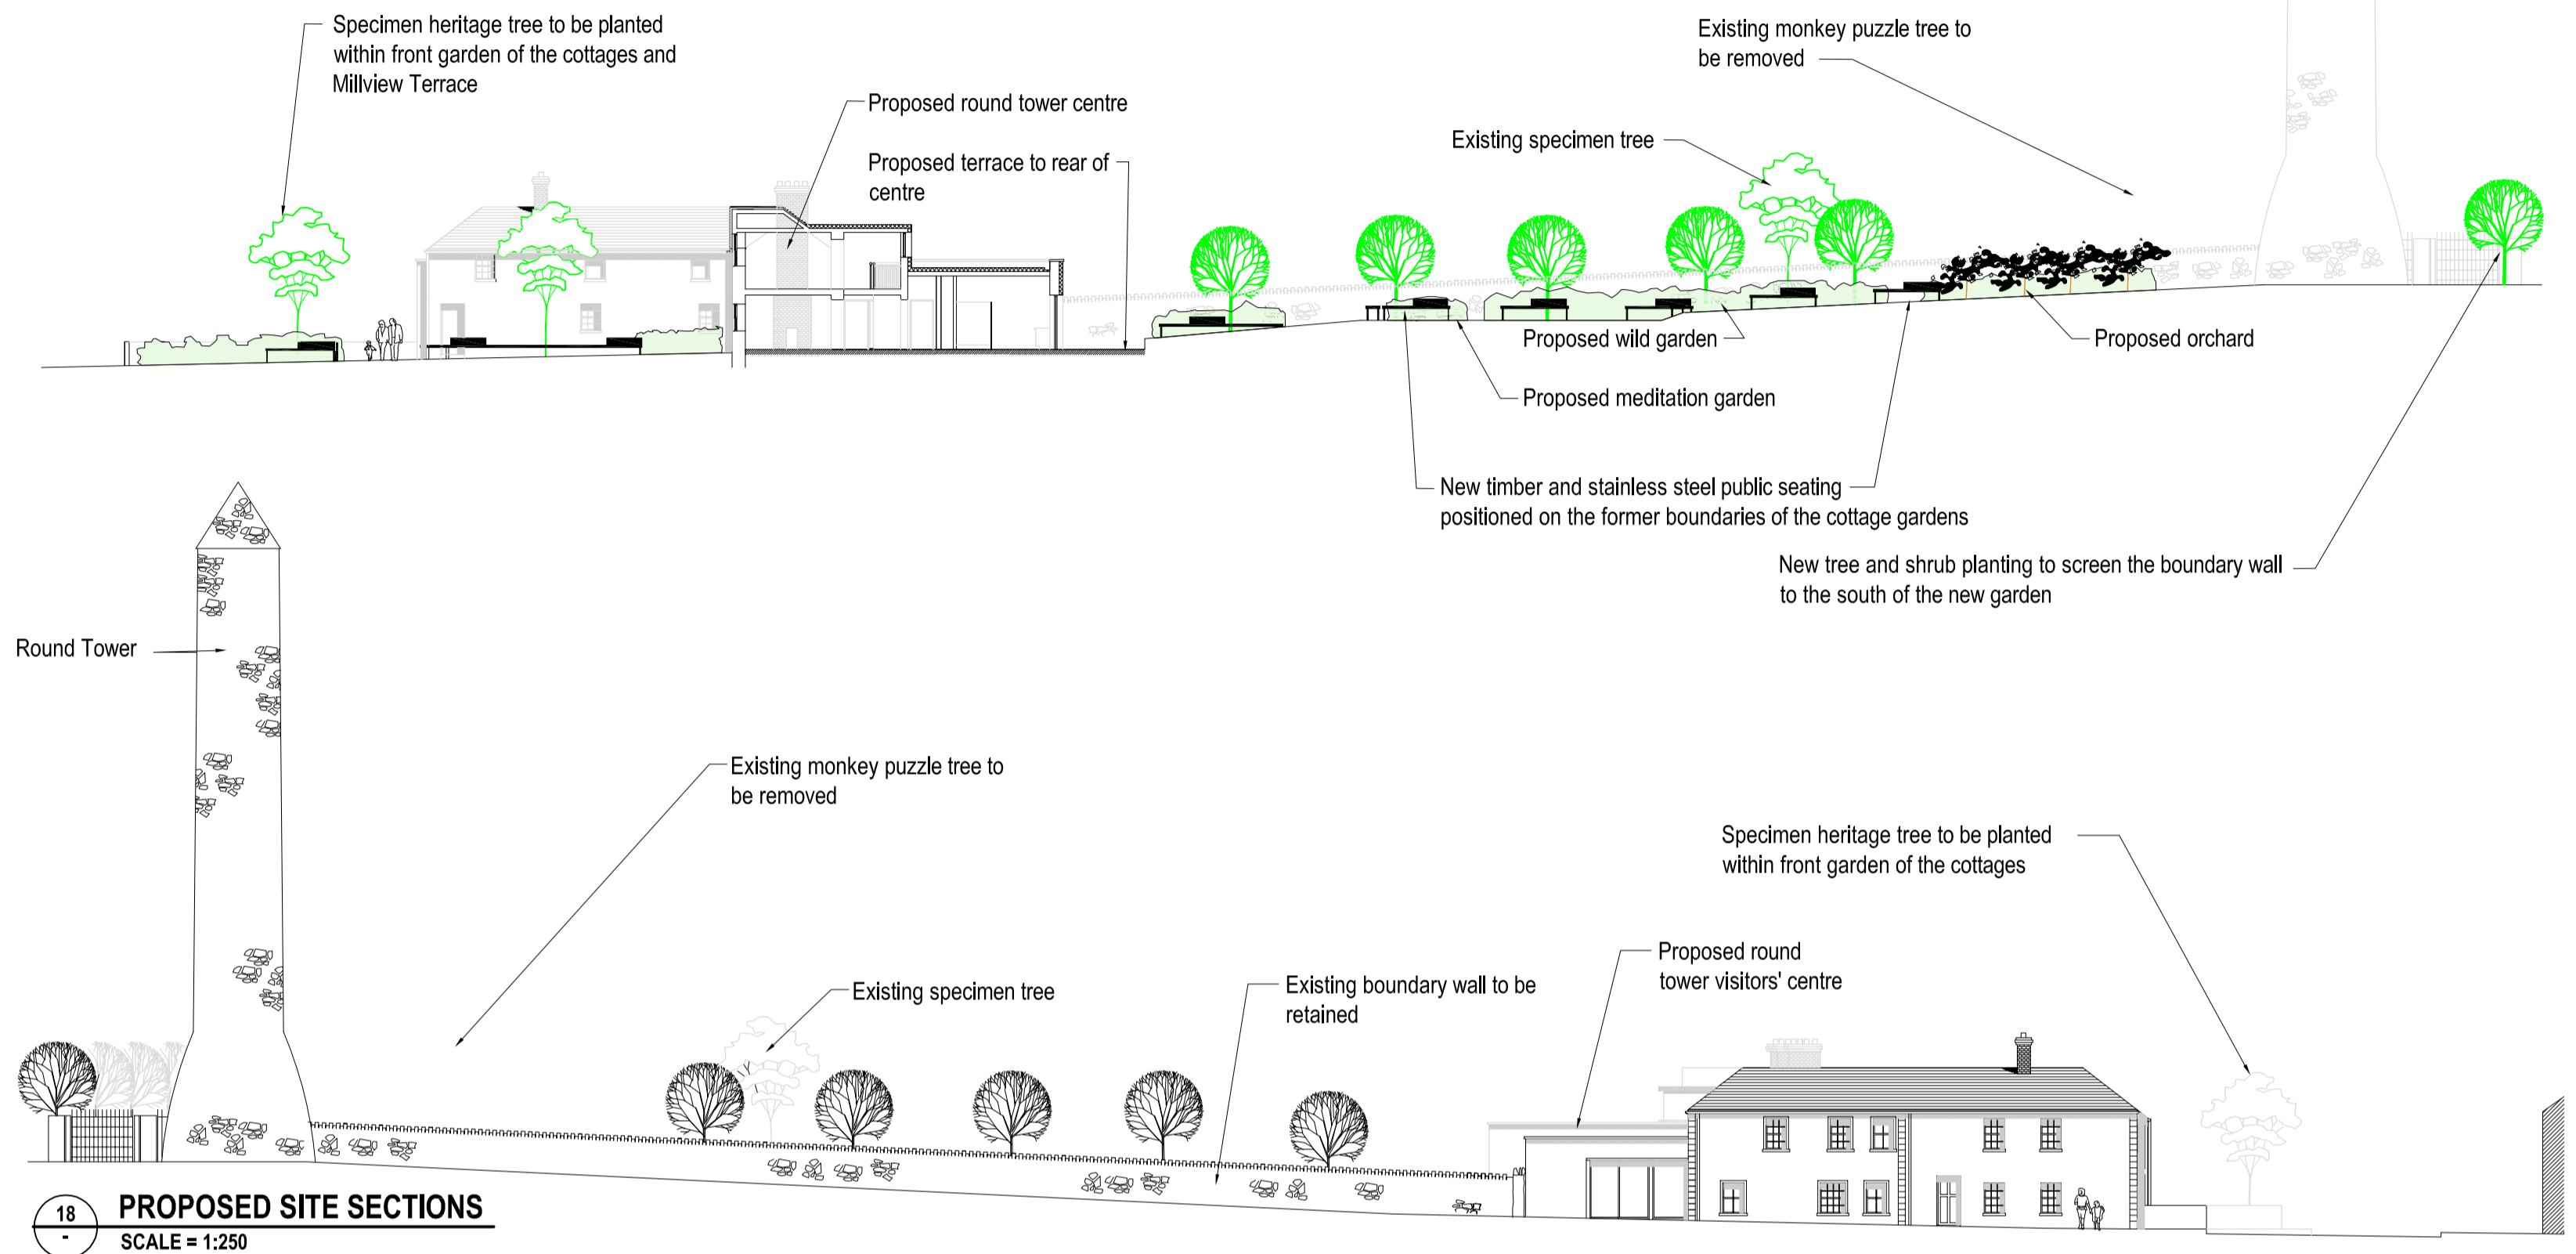 Specimen heritage tree to be planted
within front garden of the cottages and
Millview Terrace
Proposed round tower centre
Proposed terrace to rear of
centre
Existing monkey puzzle tree to
be removed
Existing specimen tree
Proposed wild garden
Proposed orchard
Proposed meditation garden
New timber and stainless steel public seating
positioned on the former boundaries of the cottage gardens
New tree and shrub planting to screen the boundary wall
to the south of the new garden
Round Tower
Existing monkey puzzle tree to
be removed
Existing specimen tree
Existing boundary wall to be
retained
Proposed round
tower visitors' centre
Specimen heritage tree to be planted
within front garden of the cottages
18
-
PROPOSED SITE SECTIONS
SCALE = 1:250